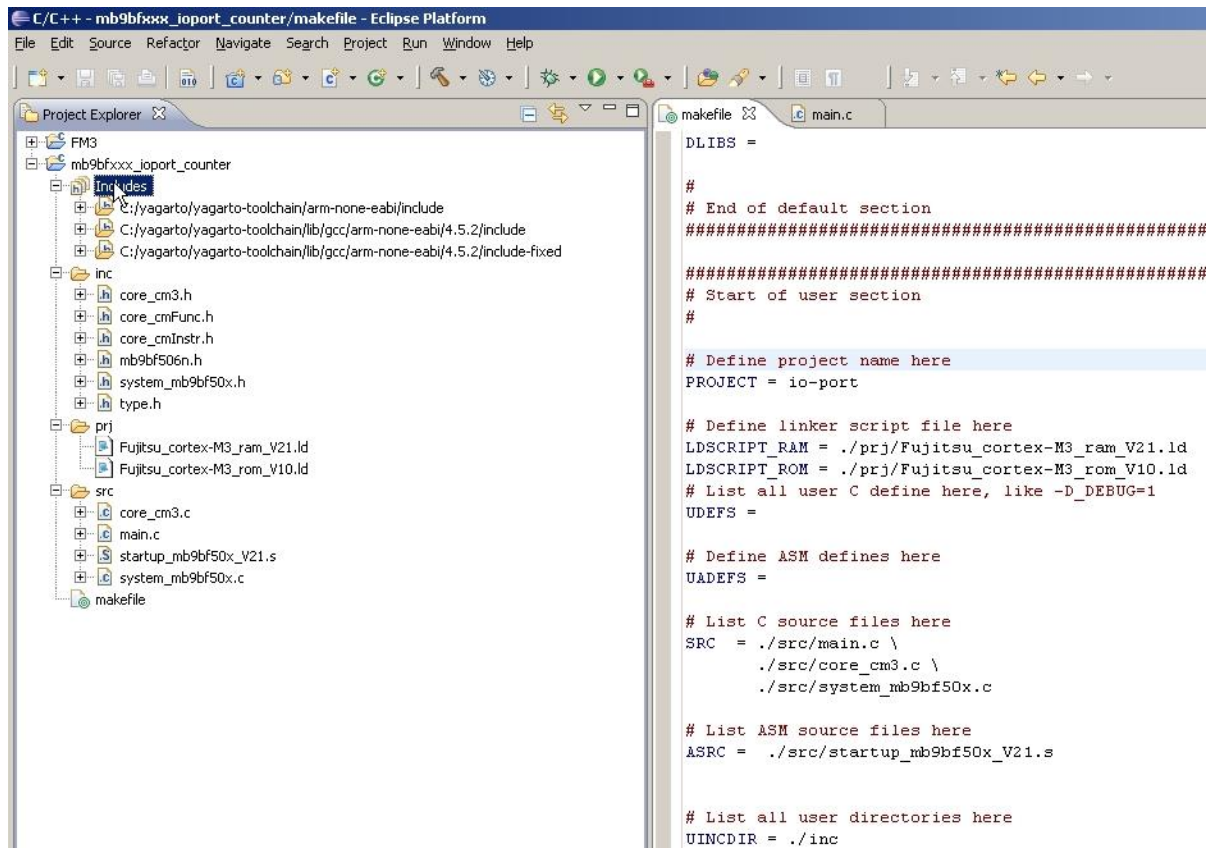 C/C++ - mb9bfxxx_ioport_counter/makefile - Eclipse Platform
File Edit Source Refactor Navigate Search Project Run Window Help
Project Explorer
FM3
mb9bfxxx_ioport_counter
Includes
C:/yagarto/yagarto-toolchain/arm-none-eabi/include
C:/yagarto/yagarto-toolchain/lib/gcc/arm-none-eabi/4.5.2/include
C:/yagarto/yagarto-toolchain/lib/gcc/arm-none-eabi/4.5.2/include-fixed
inc
core_cm3.h
core_cmFunc.h
core_cmInstr.h
mb9bf506n.h
system_mb9bf50x.h
type.h
prj
Fujitsu_cortex-M3_ram_V21.ld
Fujitsu_cortex-M3_rom_V10.ld
src
core_cm3.c
main.c
startup_mb9bf50x_V21.s
system_mb9bf50x.c
makefile
makefile main.c
DLIBS =
#
# End of default section
####################################################
####################################################
# Start of user section
#
# Define project name here
PROJECT = io-port
# Define linker script file here
LDSCRIPT_RAM = ./prj/Fujitsu_cortex-M3_ram_V21.ld
LDSCRIPT_ROM = ./prj/Fujitsu_cortex-M3_rom_V10.ld
# List all user C define here, like -D_DEBUG=1
UDEFS =
# Define ASM defines here
UADEFS =
# List C source files here
SRC = ./src/main.c \
./src/core_cm3.c \
./src/system_mb9bf50x.c
# List ASM source files here
ASRC = ./src/startup_mb9bf50x_V21.s
# List all user directories here
UINCDIR = ./inc